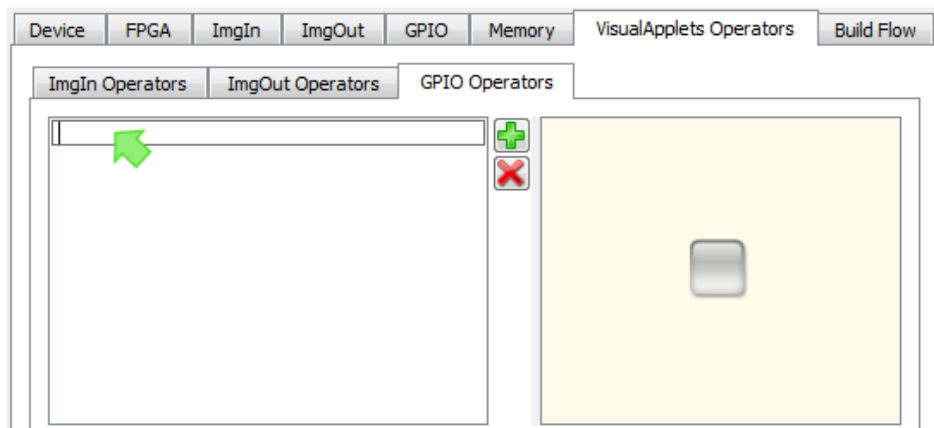 Device FPGA ImgIn ImgOut GPIO Memory VisualApplets Operators Build Flow
ImgIn Operators ImgOut Operators GPIO Operators